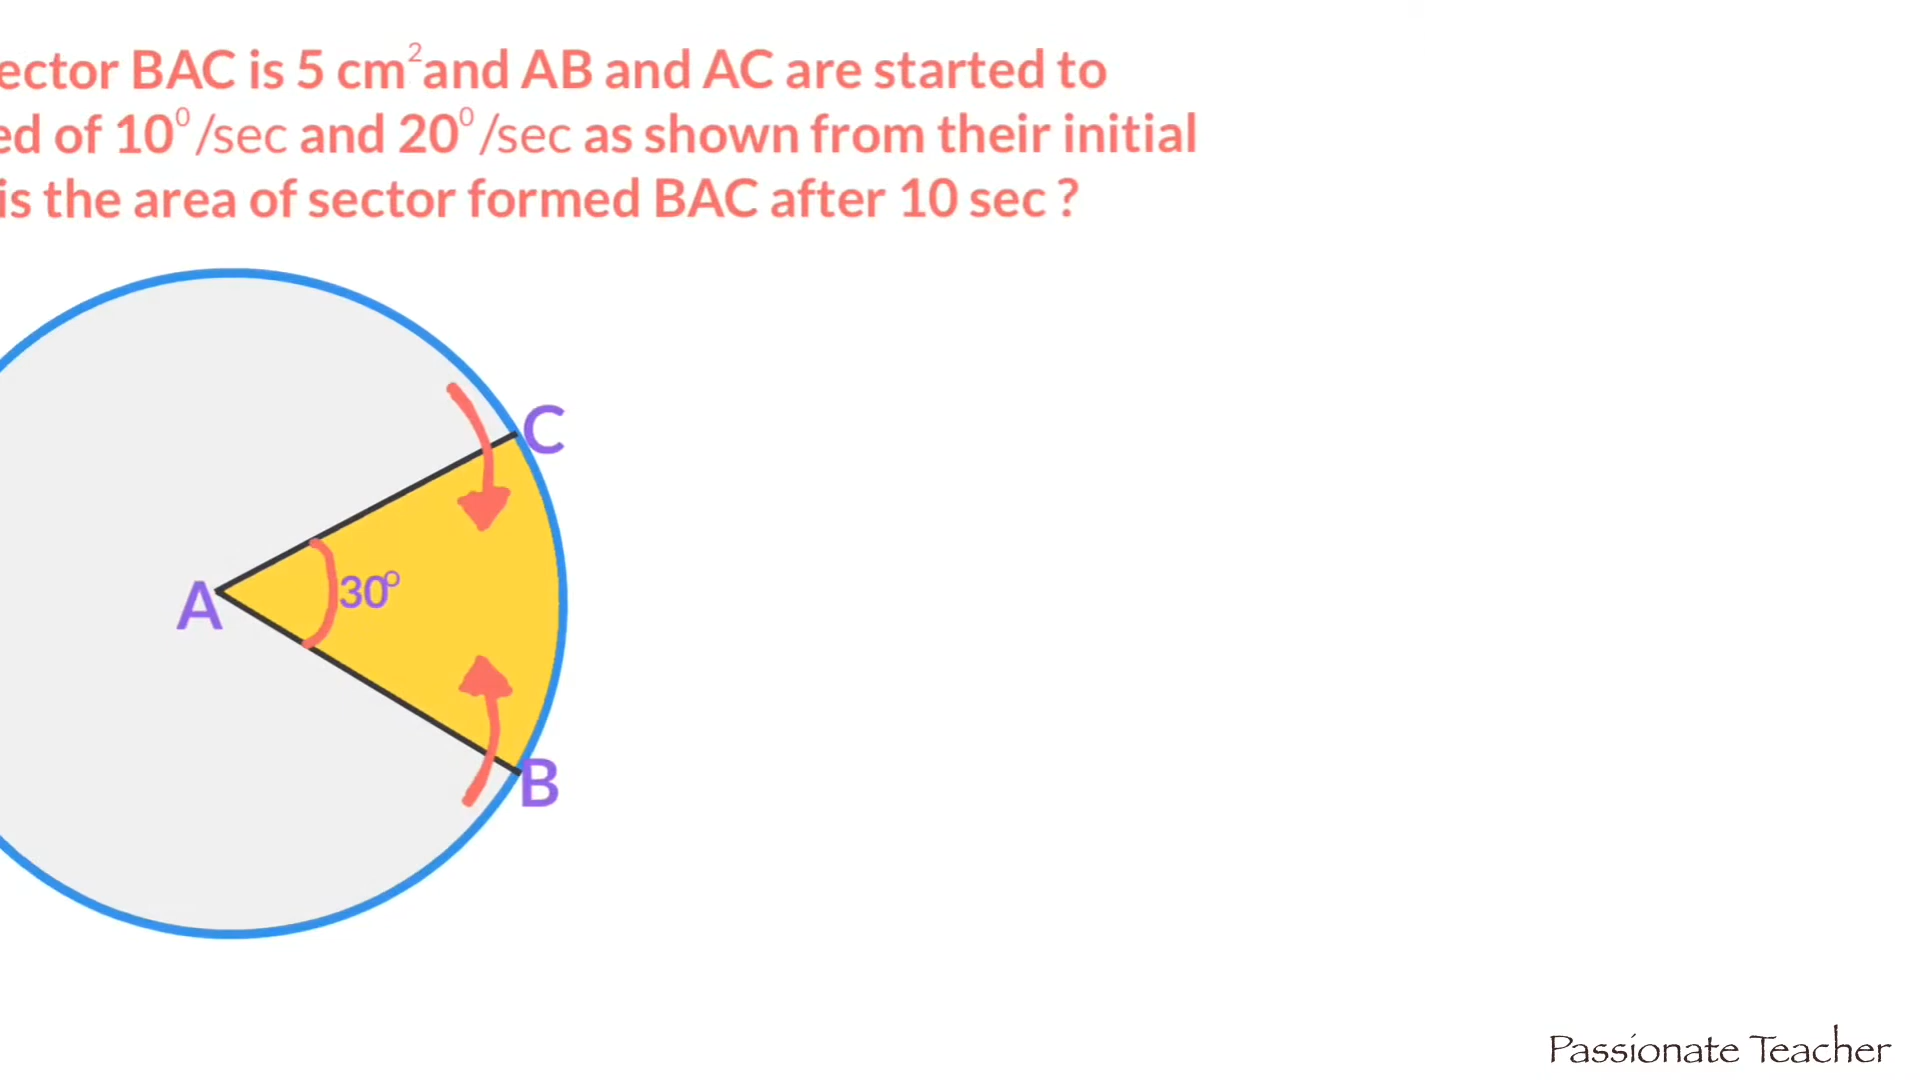 ector BAC is 5 cm²and AB and AC are started to
ed of 10⁰/sec and 20⁰/sec as shown from their initial
is the area of sector formed BAC after 10 sec ?
C
30⁰
A
B
Passionate Teacher